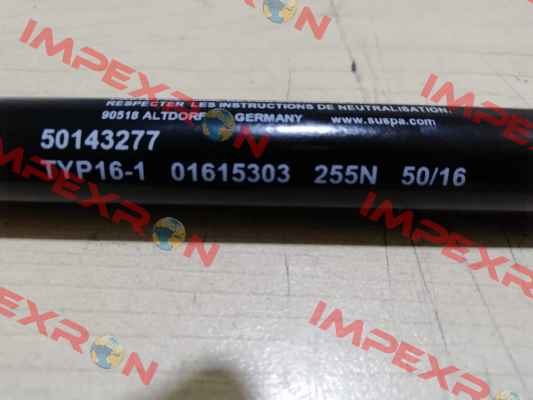 RESPECTER LES INSTRUCTIONS DE NEUTRALISATION.
90518 ALTDORF GERMANY www.suspa.com
50143277
TYP16-1 01615303 255N 50/16
IMPEXRON
IMPEXRON
IMPEXRON
IMPEXRON
IMPEXRON
IMPEXRON